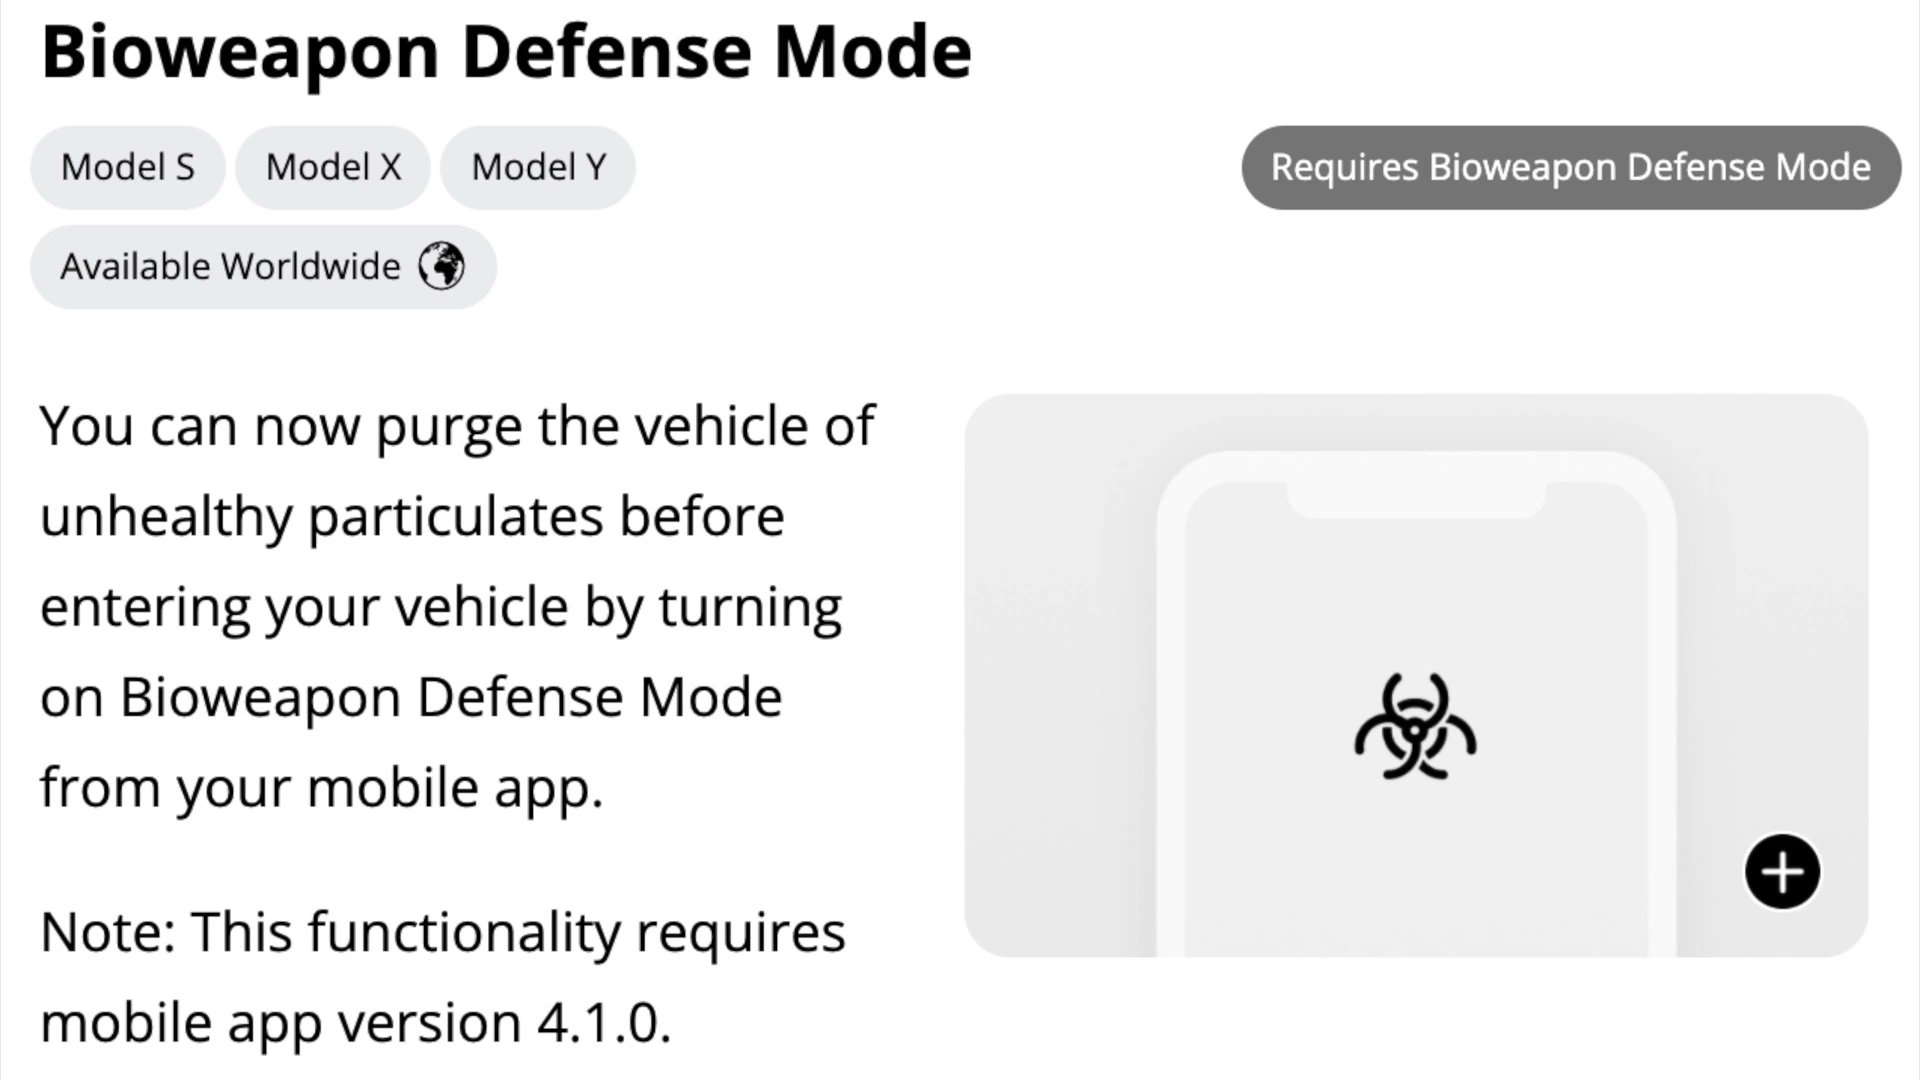 Bioweapon Defense Mode
Model S Model X Model Y
Requires Bioweapon Defense Mode
Available Worldwide
You can now purge the vehicle of
unhealthy particulates before
entering your vehicle by turning
on Bioweapon Defense Mode
from your mobile app.
Note: This functionality requires
mobile app version 4.1.0.